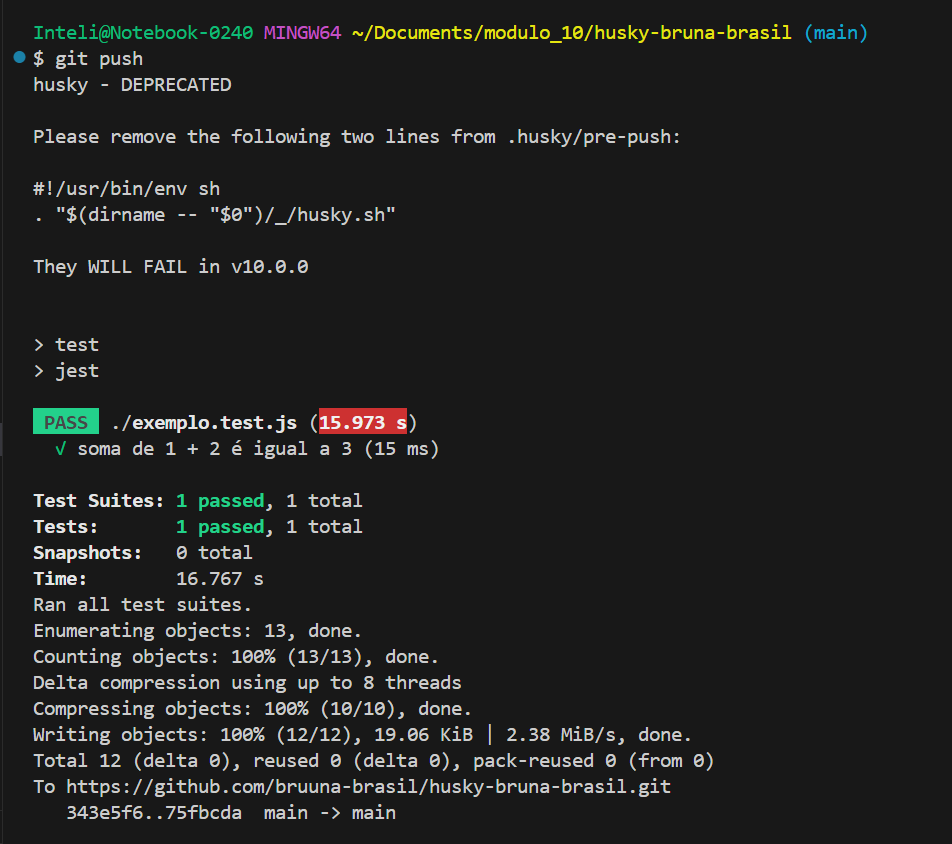 Inteli@Notebook-0240 MINGW64 ~/Documents/modulo_10/husky-bruna-brasil (main)
$ git push
husky - DEPRECATED
Please remove the following two lines from .husky/pre-push:
#!/usr/bin/env sh
. "$(dirname -- "$0")/_/husky.sh"
They WILL FAIL in v10.0.0
> test
> jest
PASS ./exemplo.test.js (15.973 s)
√ soma de 1 + 2 é igual a 3 (15 ms)
Test Suites: 1 passed, 1 total
Tests: 1 passed, 1 total
Snapshots: 0 total
Time: 16.767 s
Ran all test suites.
Enumerating objects: 13, done.
Counting objects: 100% (13/13), done.
Delta compression using up to 8 threads
Compressing objects: 100% (10/10), done.
Writing objects: 100% (12/12), 19.06 KiB | 2.38 MiB/s, done.
Total 12 (delta 0), reused 0 (delta 0), pack-reused 0 (from 0)
To https://github.com/bruuna-brasil/husky-bruna-brasil.git
343e5f6..75fbcda main -> main